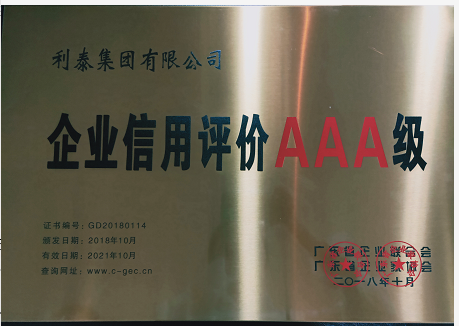 利泰集团有限公司
企业信用评价AAA级
证书编号：GD20180114
颁发日期：2018年10月
有效日期：2021年10月
查询网址：www.c-gec.cn
广东省企业联合会
广东省企业家协会
二〇一八年十月